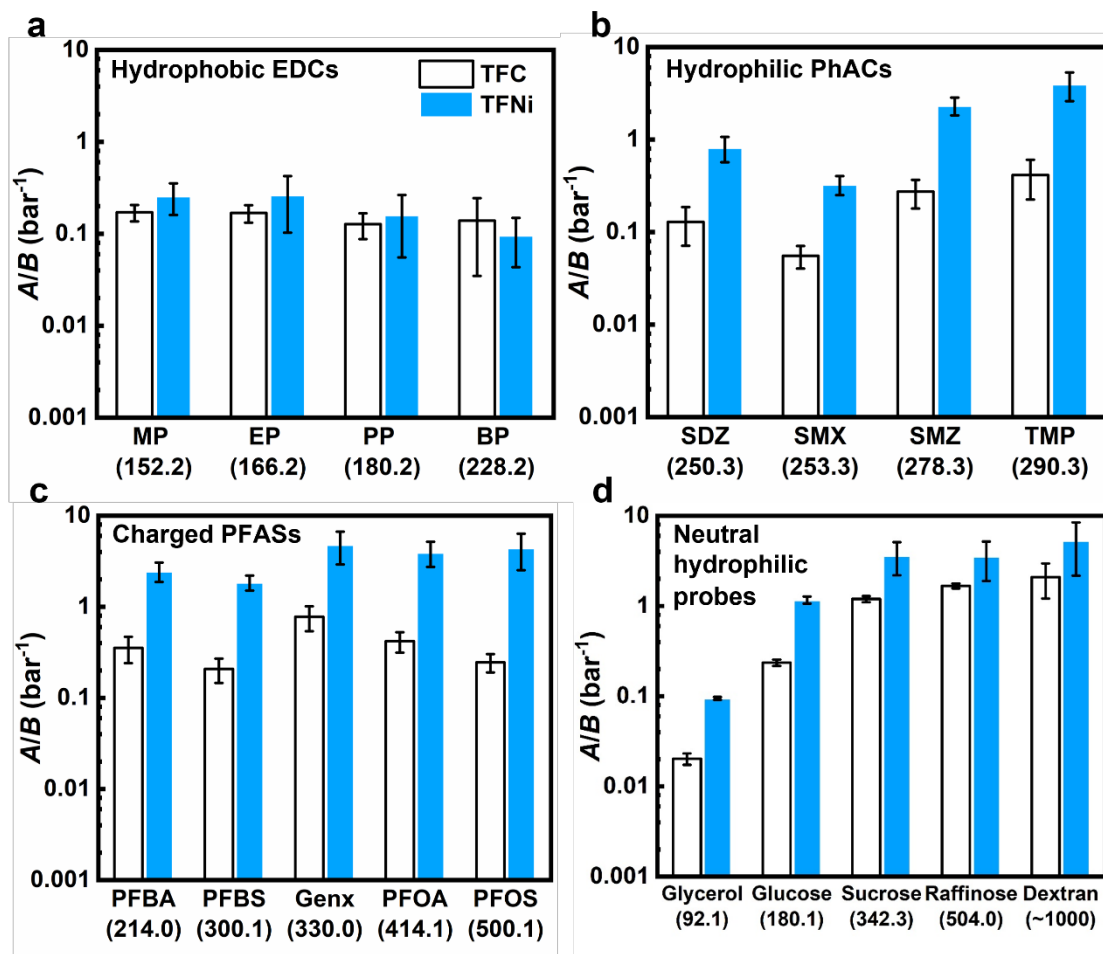 a
Hydrophobic EDCs
TFC
TFNi
A/B (bar-1)
10
1
0.1
0.01
0.001
MP
EP
PP
BP
(152.2)
(166.2)
(180.2)
(228.2)
b
Hydrophilic PhACs
A/B (bar-1)
10
1
0.1
0.01
0.001
SDZ
SMX
SMZ
TMP
(250.3)
(253.3)
(278.3)
(290.3)
c
Charged PFASs
A/B (bar-1)
10
1
0.1
0.01
0.001
PFBA
PFBS
Genx
PFOA
PFOS
(214.0)
(300.1)
(330.0)
(414.1)
(500.1)
d
Neutral
hydrophilic
probes
A/B (bar-1)
10
1
0.1
0.01
0.001
Glycerol
Glucose
Sucrose
Raffinose
Dextran
(92.1)
(180.1)
(342.3)
(504.0)
(~1000)